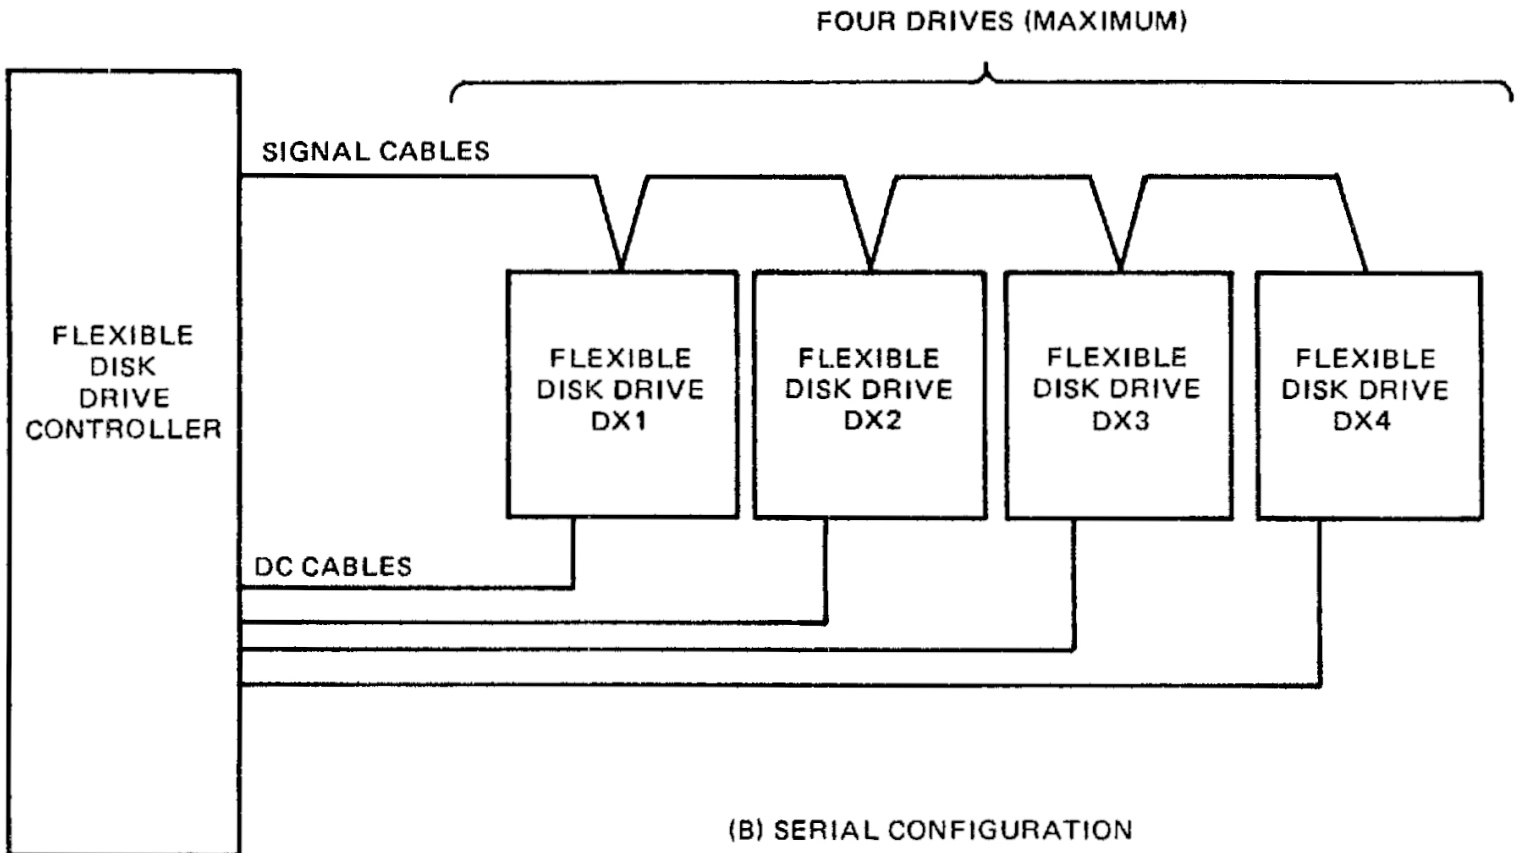 FOUR DRIVES (MAXIMUM)
SIGNAL CABLES
FLEXIBLE
DISK
DRIVE
CONTROLLER
FLEXIBLE
DISK DRIVE
DX1
FLEXIBLE
DISK DRIVE
DX2
FLEXIBLE
DISK DRIVE
DX3
FLEXIBLE
DISK DRIVE
DX4
DC CABLES
(B) SERIAL CONFIGURATION